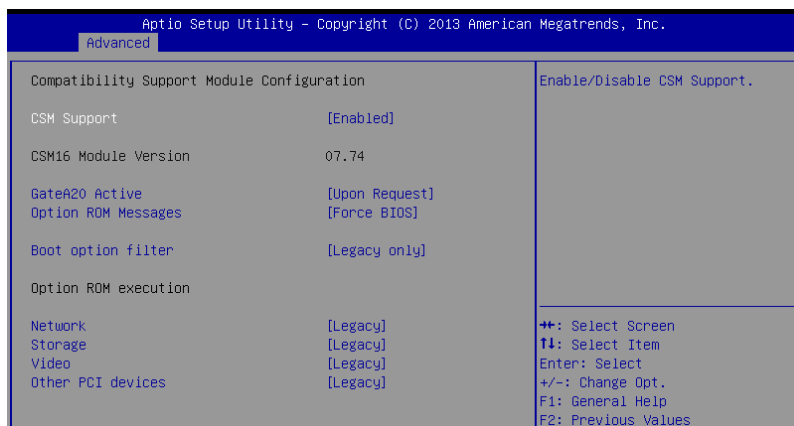 Aptio Setup Utility – Copyright (C) 2013 American Megatrends, Inc.
Advanced
Compatibility Support Module Configuration
Enable/Disable CSM Support.
CSM Support [Enabled]
CSM16 Module Version 07.74
GateA20 Active [Upon Request]
Option ROM Messages [Force BIOS]
Boot option filter [Legacy only]
Option ROM execution
Network [Legacy]
Storage [Legacy]
Video [Legacy]
Other PCI devices [Legacy]
→←: Select Screen
↑↓: Select Item
Enter: Select
+/-: Change Opt.
F1: General Help
F2: Previous Values